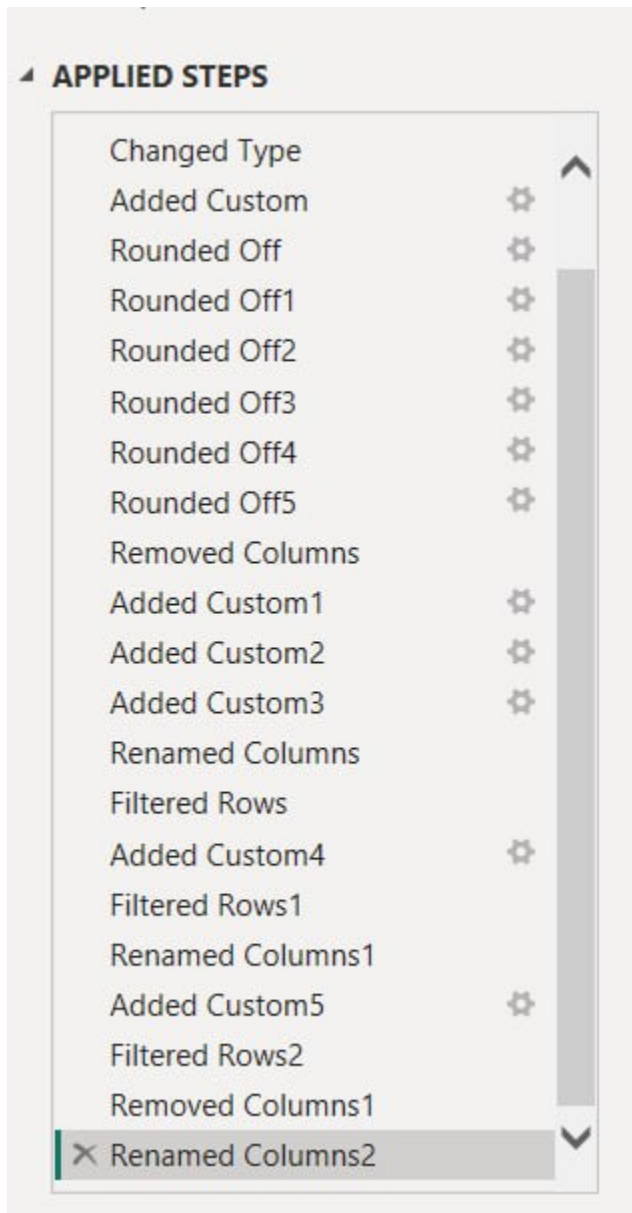 APPLIED STEPS
Changed Type
Added Custom
Rounded Off
Rounded Off1
Rounded Off2
Rounded Off3
Rounded Off4
Rounded Off5
Removed Columns
Added Custom1
Added Custom2
Added Custom3
Renamed Columns
Filtered Rows
Added Custom4
Filtered Rows1
Renamed Columns1
Added Custom5
Filtered Rows2
Removed Columns1
Renamed Columns2